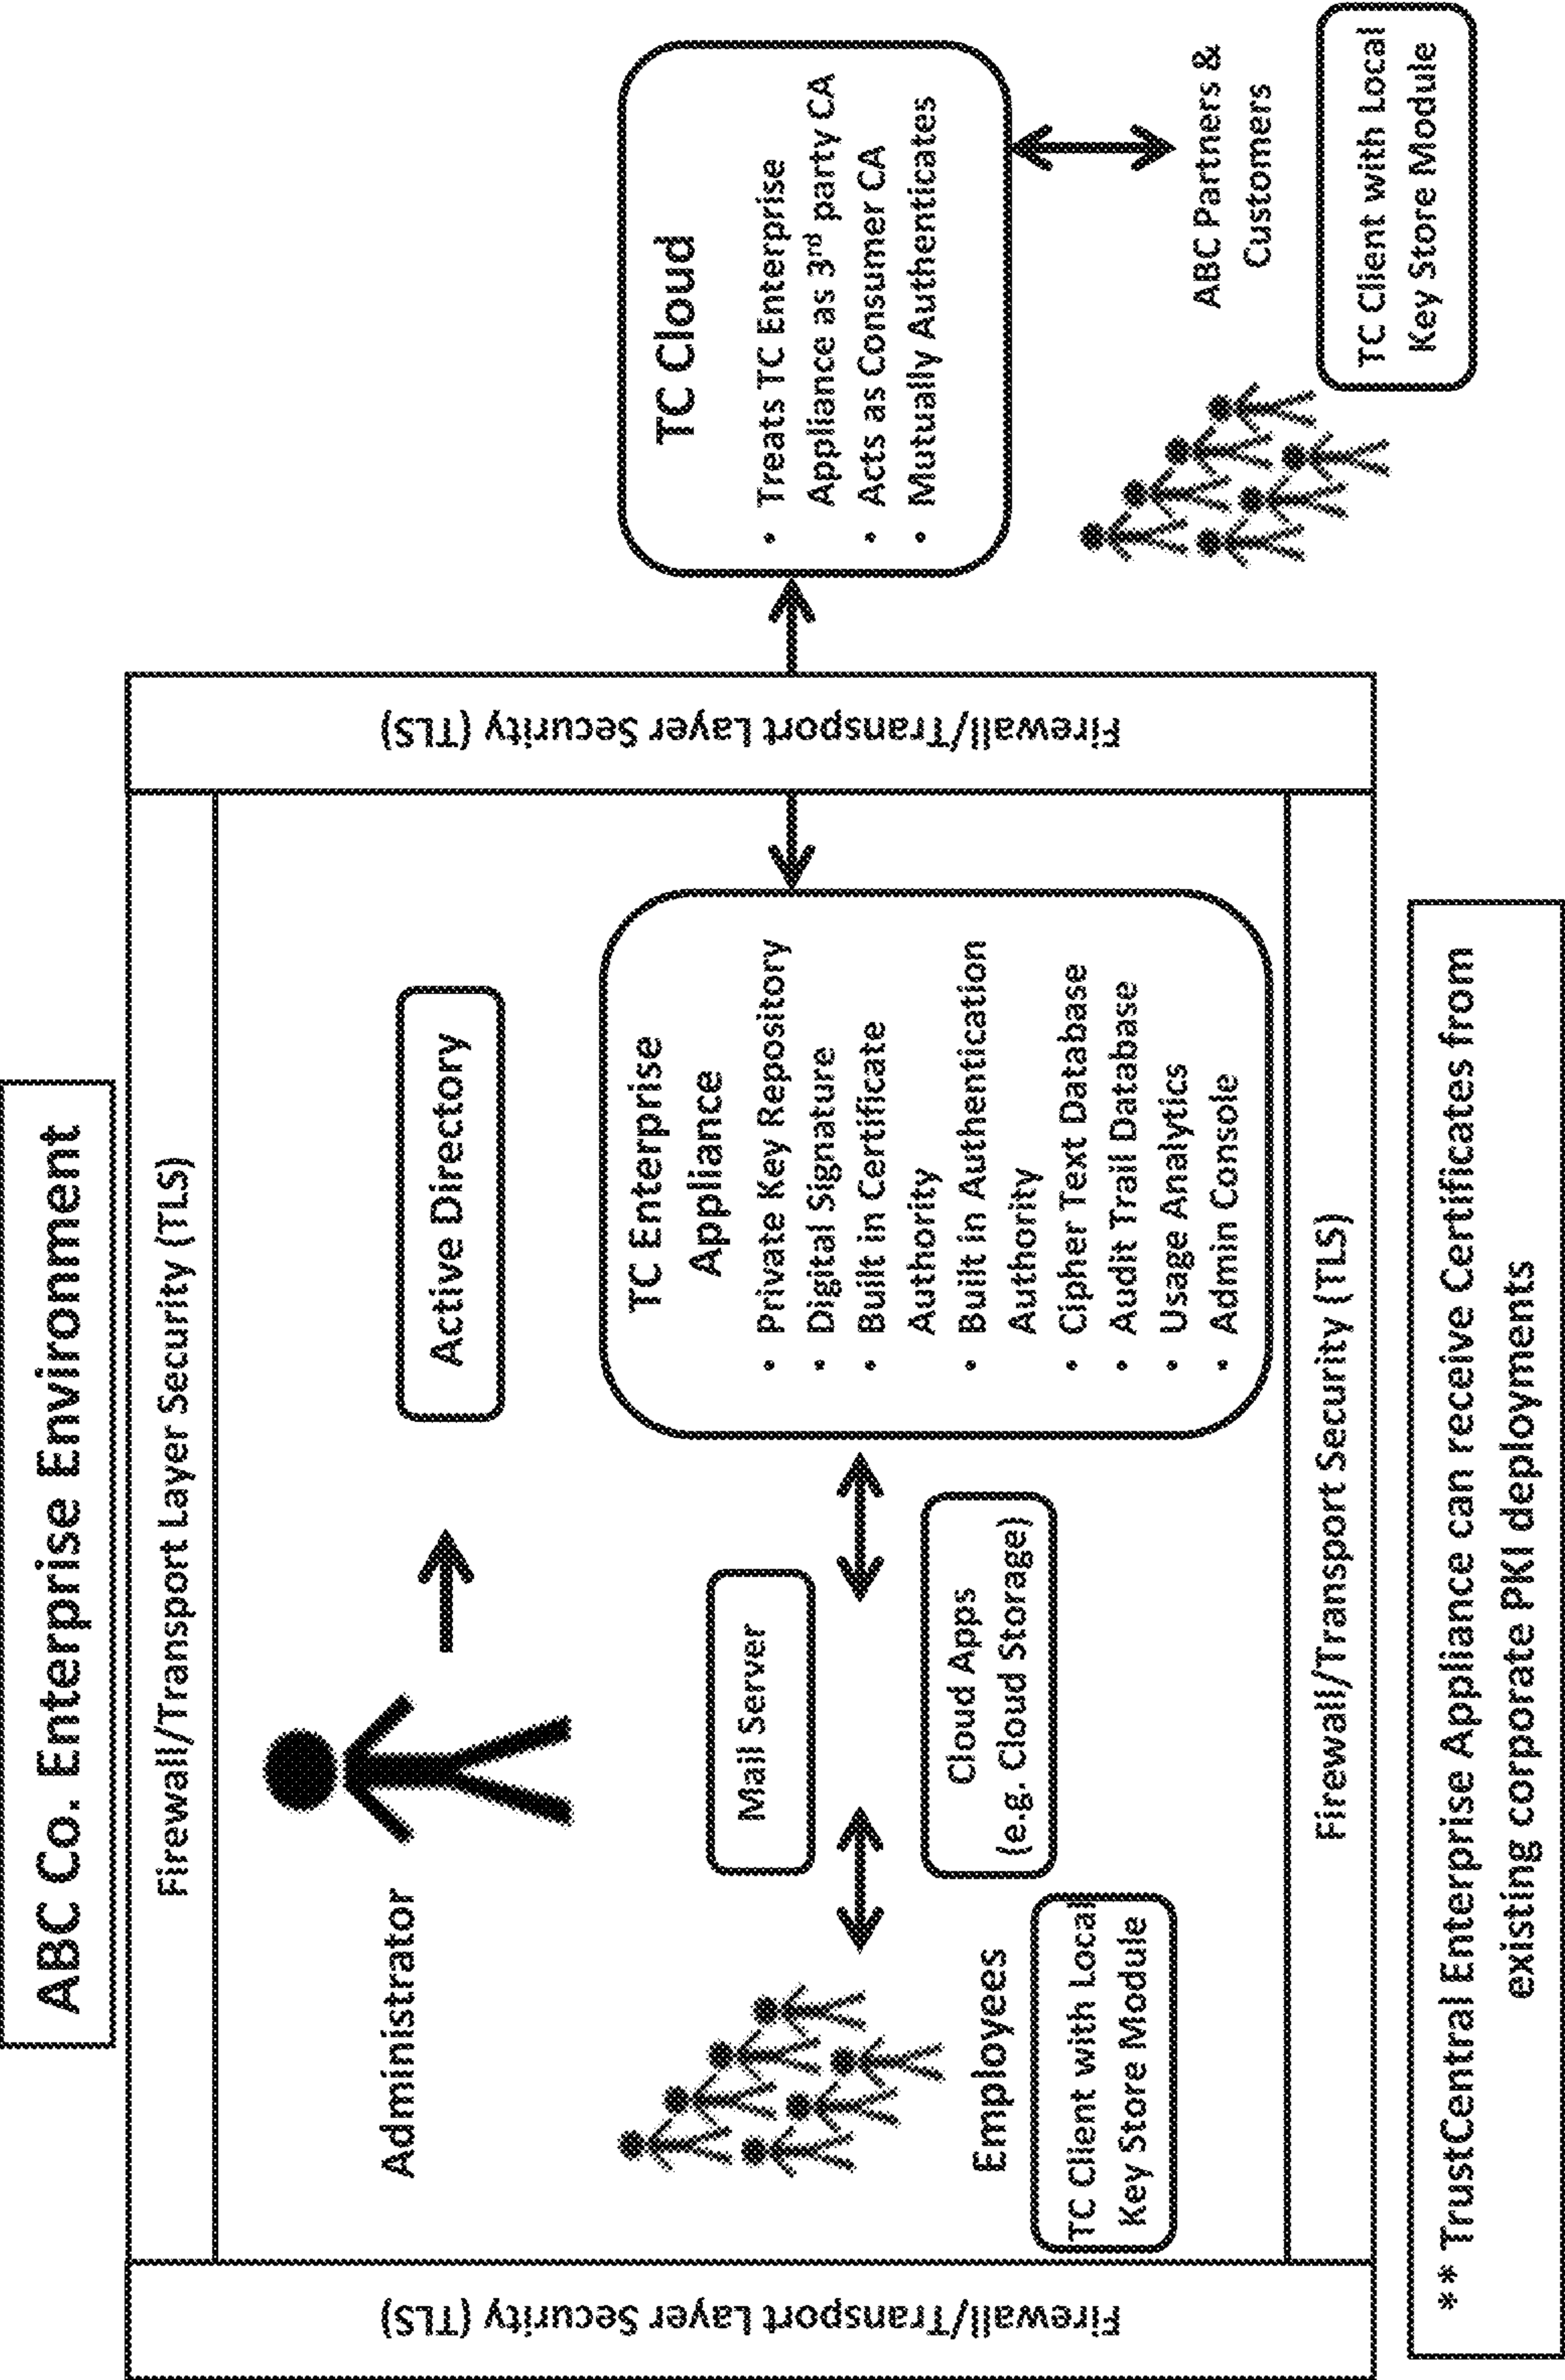 ABC Co. Enterprise Environment
Firewall/Transport Layer Security (TLS)
Firewall/Transport Layer Security (TLS)
Administrator
Active Directory
Employees
TC Client with Local
Key Store Module
Mail Server
Cloud Apps
(e.g. Cloud Storage)
TC Enterprise
Appliance
• Private Key Repository
• Digital Signature
• Built in Certificate
Authority
• Built in Authentication
Authority
• Cipher Text Database
• Audit Trail Database
• Usage Analytics
• Admin Console
Firewall/Transport Layer Security (TLS)
Firewall/Transport Security (TLS)
TC Cloud
• Treats TC Enterprise
Appliance as 3rd party CA
• Acts as Consumer CA
• Mutually Authenticates
ABC Partners &
Customers
TC Client with Local
Key Store Module
** TrustCentral Enterprise Appliance can receive Certificates from
existing corporate PKI deployments